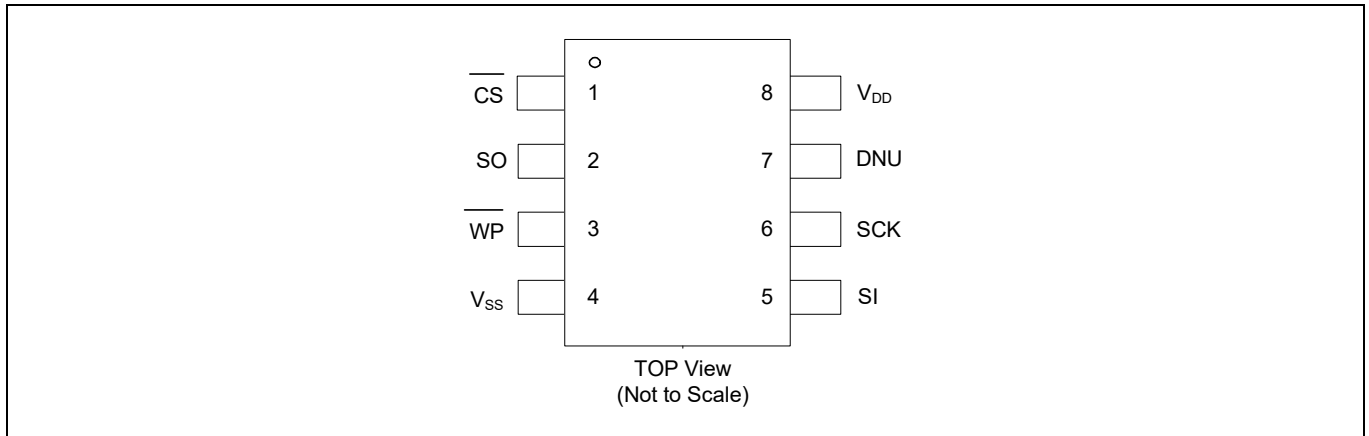 CS 1 8 VDD
SO 2 7 DNU
WP 3 6 SCK
VSS 4 5 SI
TOP View
(Not to Scale)